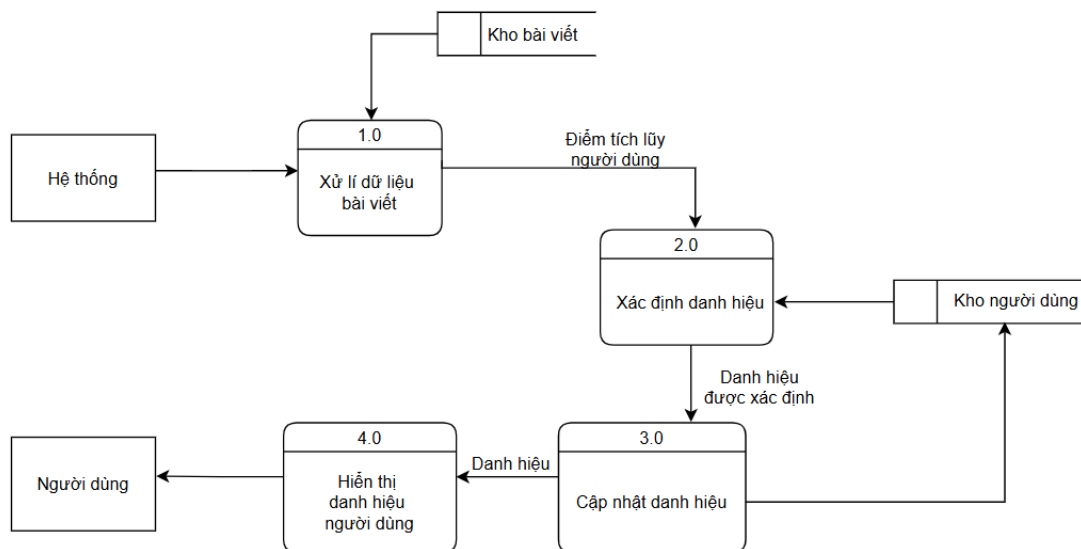 Kho bài viết
1.0
Xử lí dữ liệu
bài viết
Hệ thống
Điểm tích lũy
người dùng
2.0
Xác định danh hiệu
Kho người dùng
Danh hiệu
được xác định
3.0
Cập nhật danh hiệu
Danh hiệu
4.0
Hiển thị
danh hiệu
người dùng
Người dùng